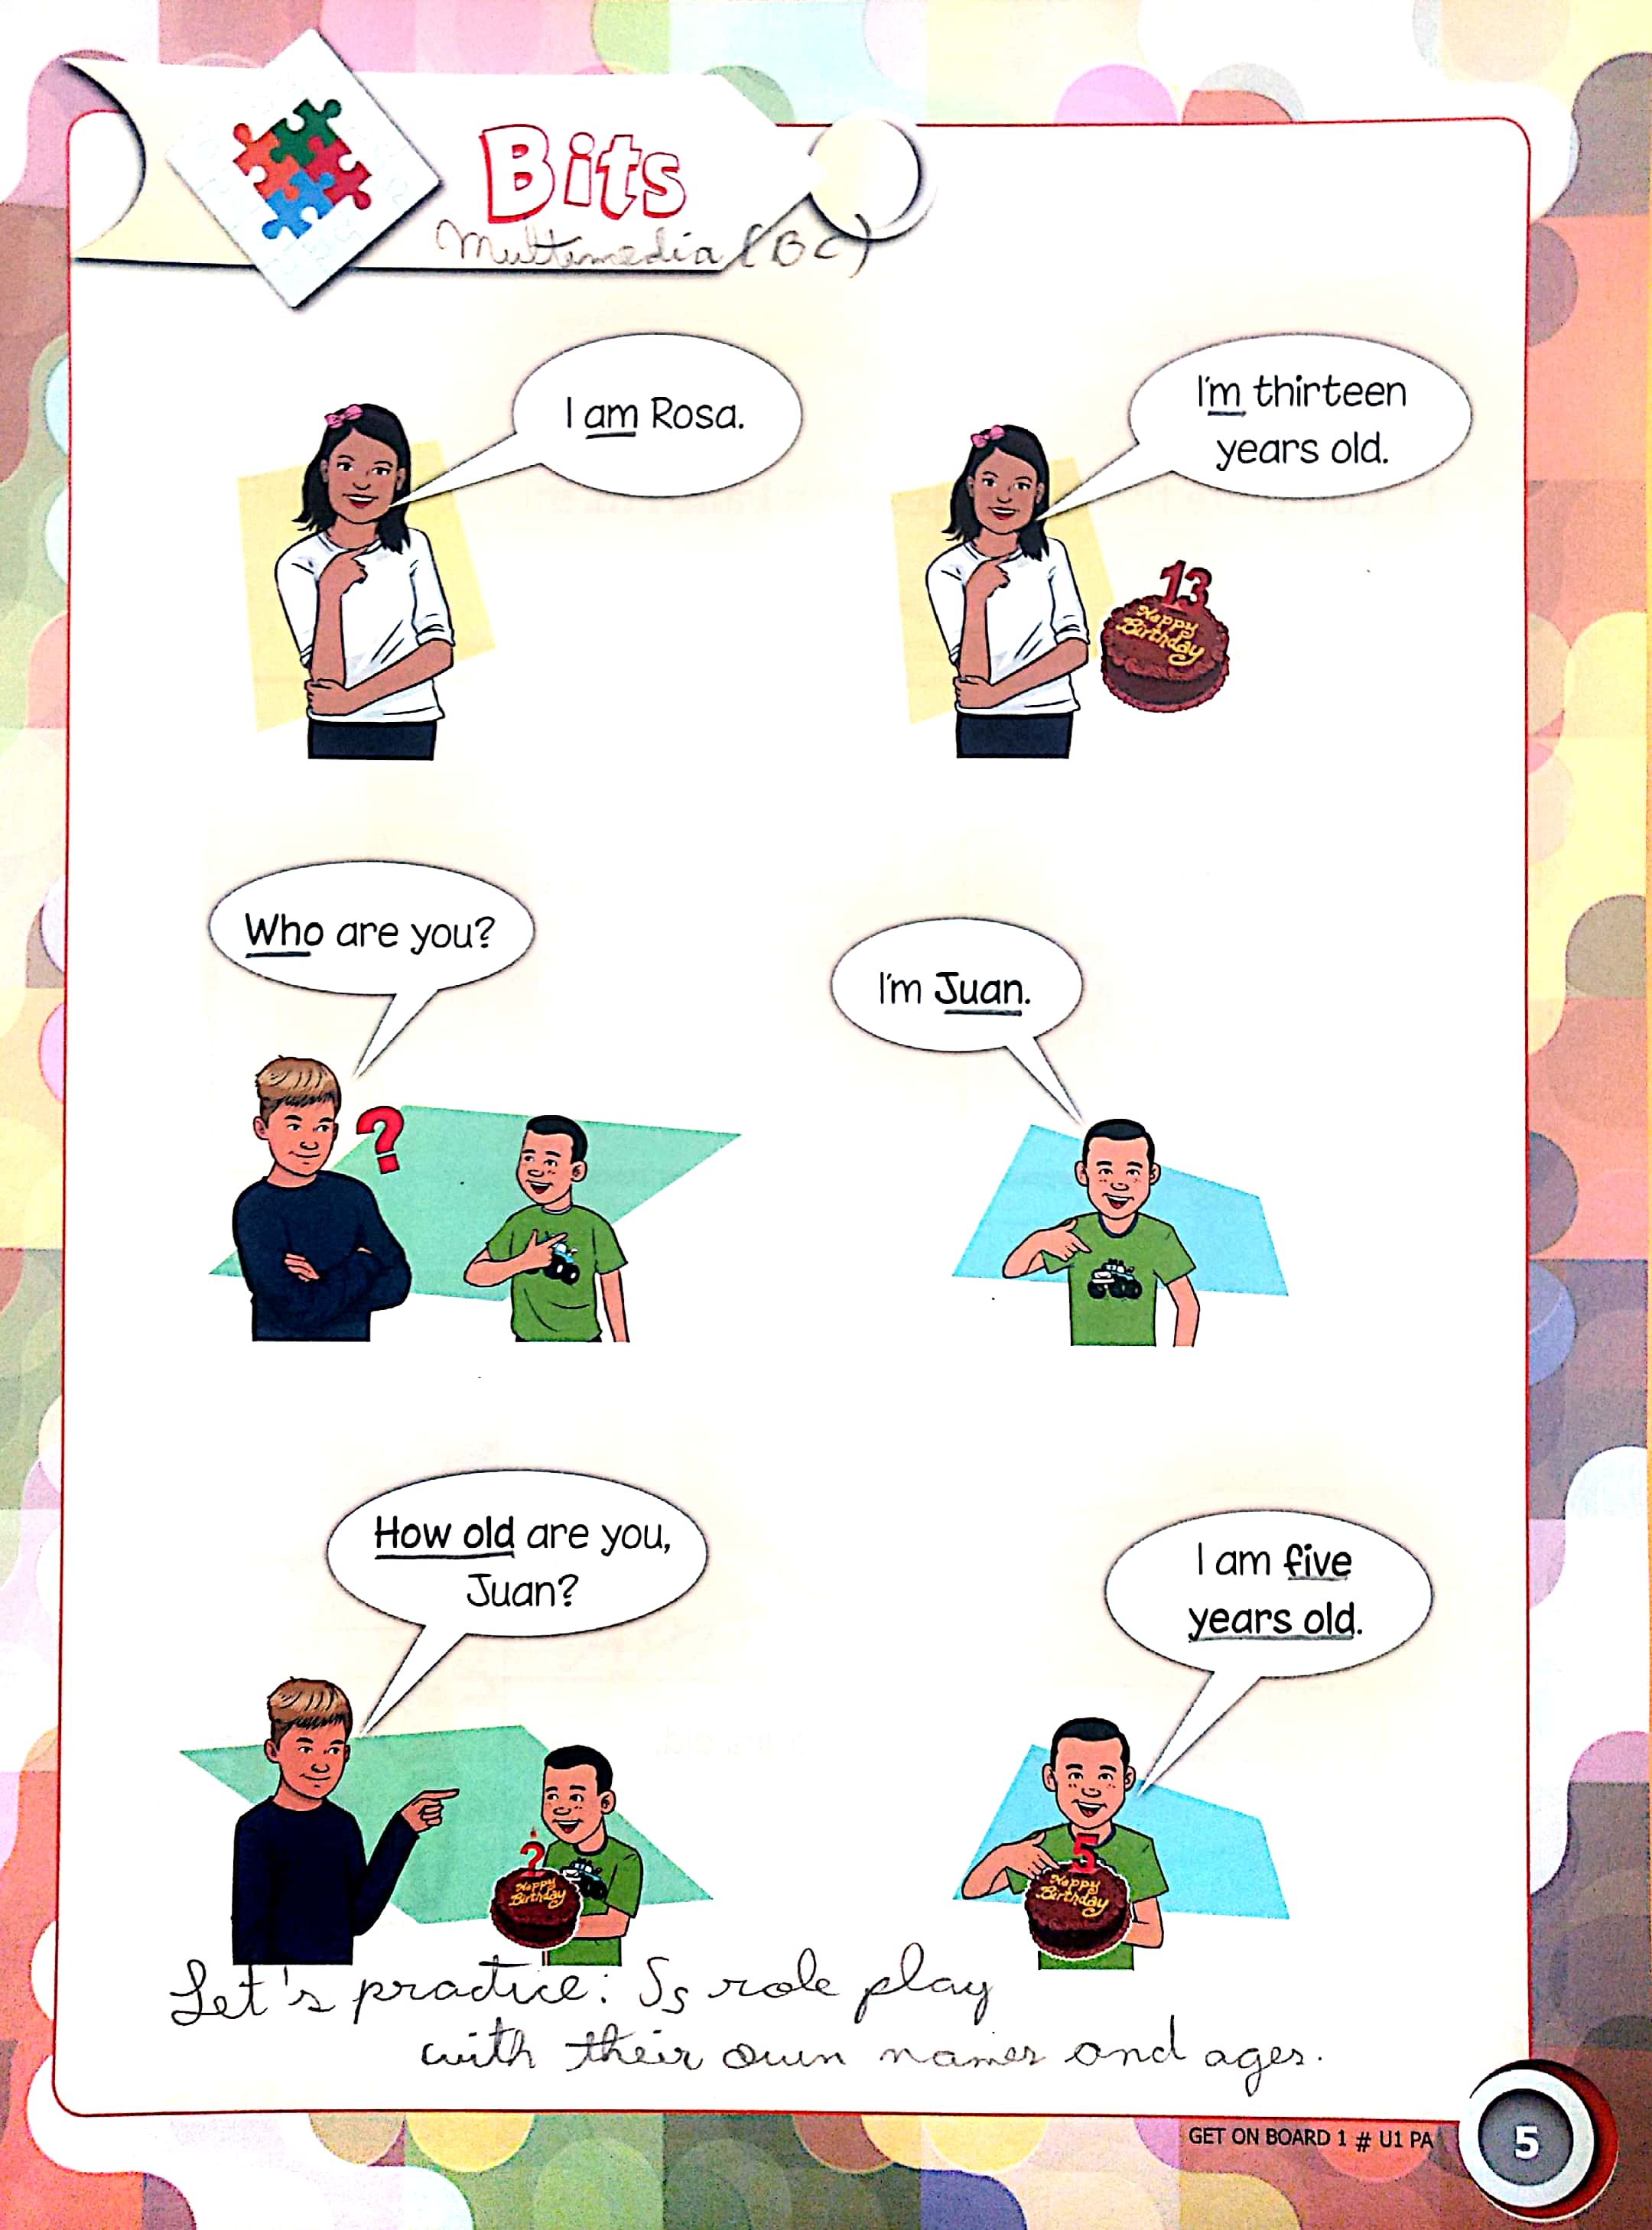 Bits
Multimedia (BC)
I am Rosa.
I'm thirteen
years old.
13
Happy
Birthday
Who are you?
I'm Juan.
?
How old are you,
Juan?
I am five
years old.
?
Happy
Birthday
5
Happy
Birthday
Let's practice: Ss role play
with their own names and ages.
GET ON BOARD 1 # U1 PA
5